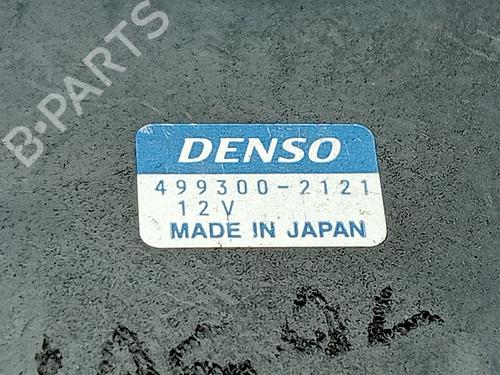 B-PARTS
DENSO
499300-2121
12V
MADE IN JAPAN